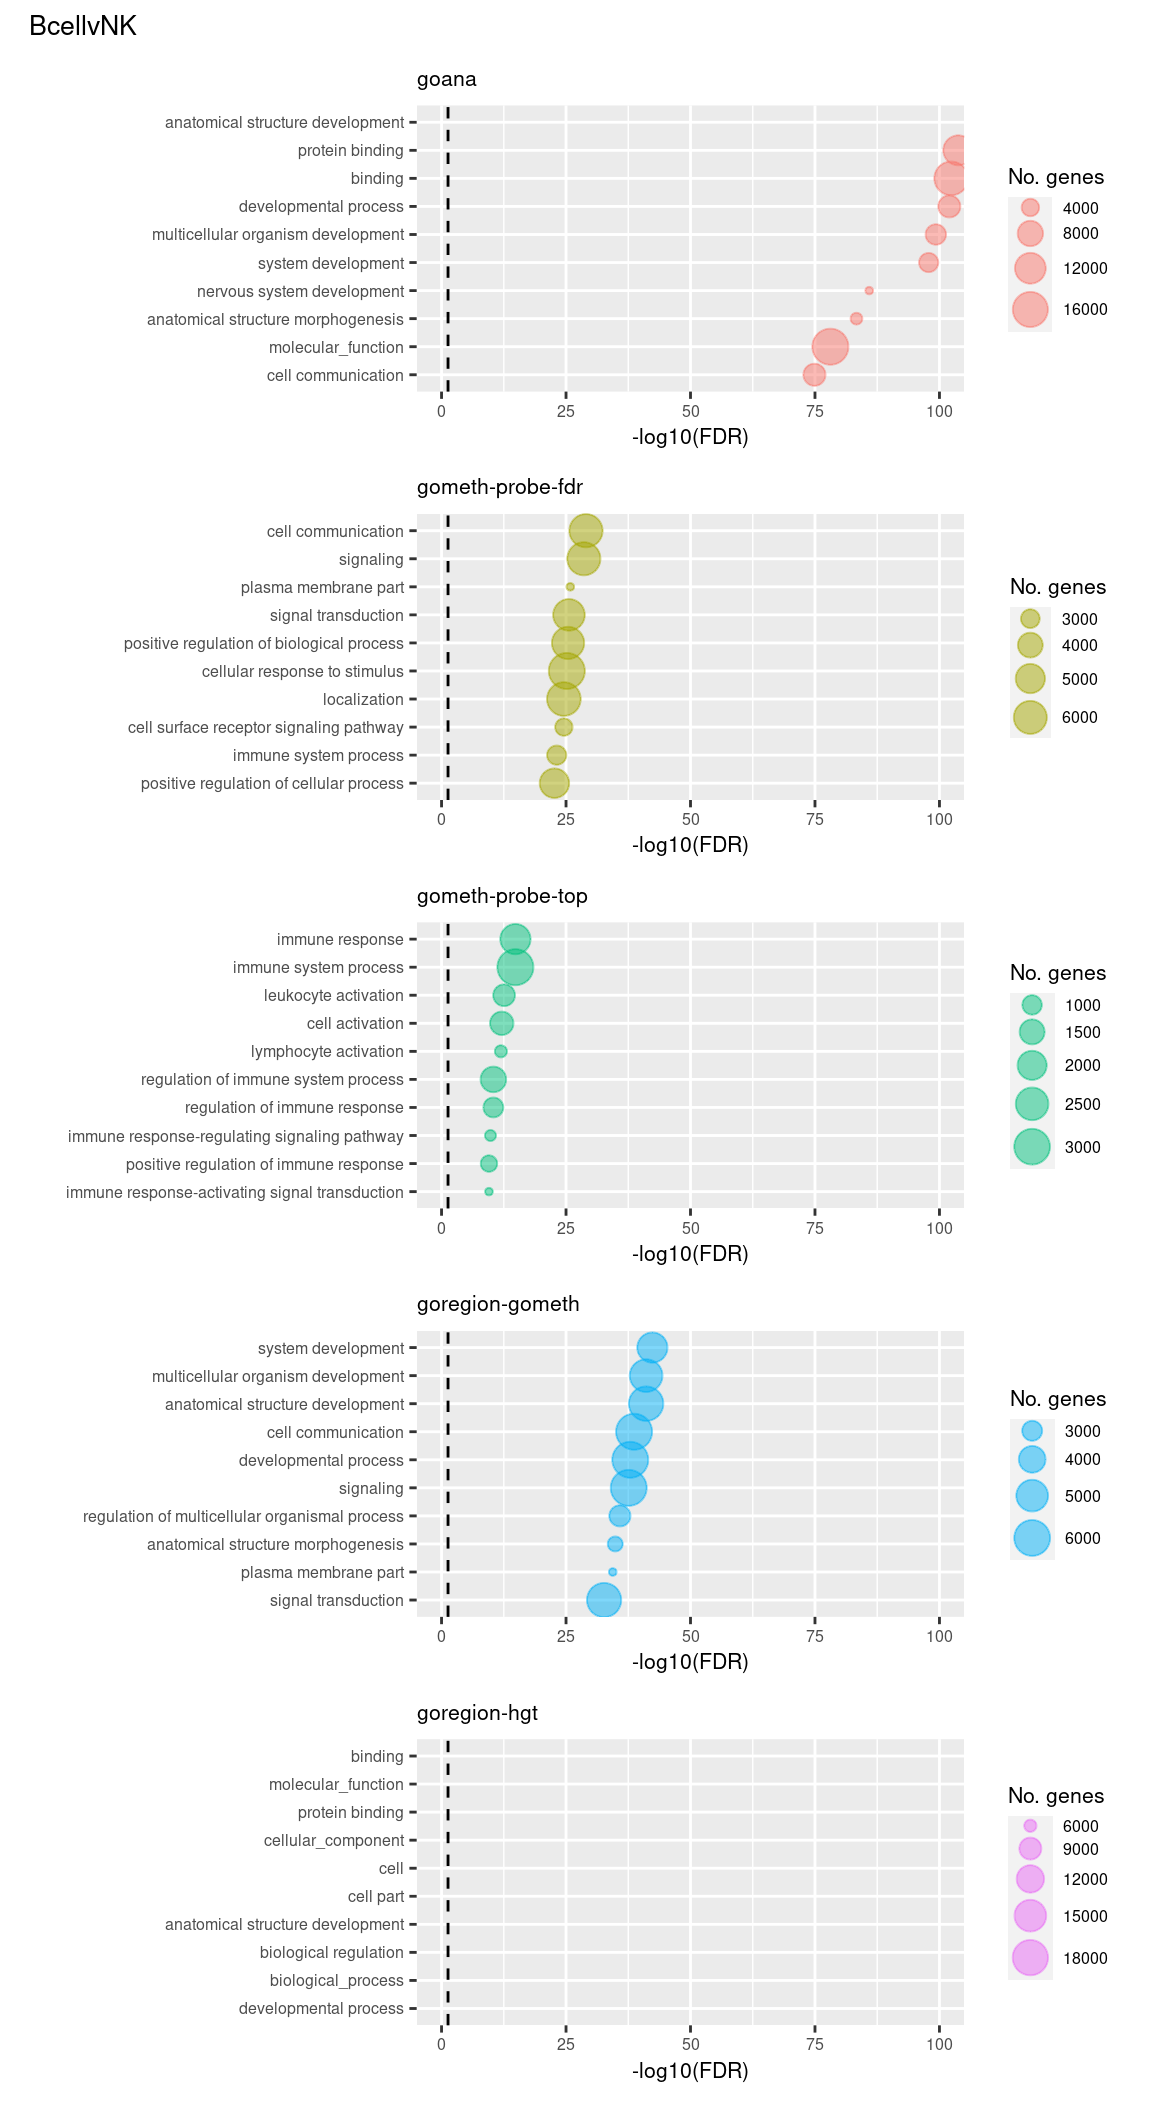 BcellvNK
goana
anatomical structure development
protein binding
binding
developmental process
multicellular organism development
system development
nervous system development
anatomical structure morphogenesis
molecular_function
cell communication
0 25 50 75 100
-log10(FDR)
No. genes
4000
8000
12000
16000
gometh-probe-fdr
cell communication
signaling
plasma membrane part
signal transduction
positive regulation of biological process
cellular response to stimulus
localization
cell surface receptor signaling pathway
immune system process
positive regulation of cellular process
0 25 50 75 100
-log10(FDR)
No. genes
3000
4000
5000
6000
gometh-probe-top
immune response
immune system process
leukocyte activation
cell activation
lymphocyte activation
regulation of immune system process
regulation of immune response
immune response-regulating signaling pathway
positive regulation of immune response
immune response-activating signal transduction
0 25 50 75 100
-log10(FDR)
No. genes
1000
1500
2000
2500
3000
goregion-gometh
system development
multicellular organism development
anatomical structure development
cell communication
developmental process
signaling
regulation of multicellular organismal process
anatomical structure morphogenesis
plasma membrane part
signal transduction
0 25 50 75 100
-log10(FDR)
No. genes
3000
4000
5000
6000
goregion-hgt
binding
molecular_function
protein binding
cellular_component
cell
cell part
anatomical structure development
biological regulation
biological_process
developmental process
0 25 50 75 100
-log10(FDR)
No. genes
6000
9000
12000
15000
18000